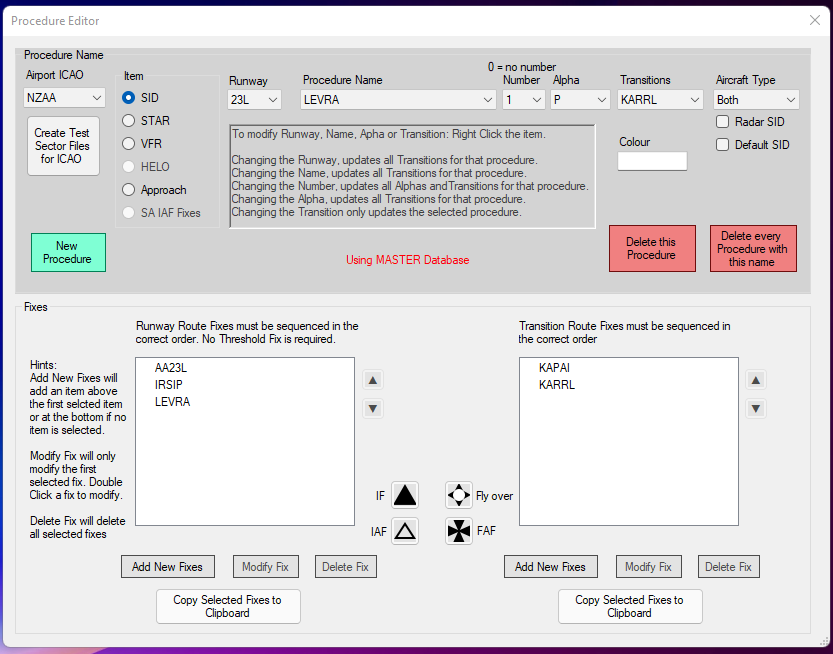 Procedure Editor
Procedure Name
Airport ICAO
NZAA
Create Test
Sector Files
for ICAO
Item
SID
STAR
VFR
HELO
Approach
SA IAF Fixes
Runway
23L
Procedure Name
LEVRA
0 = no number
Number
1
Alpha
P
Transitions
KARRL
Aircraft Type
Both
Radar SID
Default SID
Colour
To modify Runway, Name, Apha or Transition: Right Click the item.
Changing the Runway, updates all Transitions for that procedure.
Changing the Name, updates all Transitions for that procedure.
Changing the Number, updates all Alphas andTransitions for that procedure.
Changing the Alpha, updates all Transitions for that procedure.
Changing the Transition only updates the selected procedure.
New
Procedure
Using MASTER Database
Delete this
Procedure
Delete every
Procedure with
this name
Fixes
Runway Route Fixes must be sequenced in the
correct order. No Threshold Fix is required.
Transition Route Fixes must be sequenced in
the correct order
Hints:
Add New Fixes will
add an item above
the first selcted item
or at the bottom if no
item is selected.
Modify Fix will only
modify the first
selected fix. Double
Click a fix to modify.
Delete Fix will delete
all selected fixes
AA23L
IRSIP
LEVRA
KAPAI
KARRL
IF
Fly over
IAF
FAF
Add New Fixes
Modify Fix
Delete Fix
Add New Fixes
Modify Fix
Delete Fix
Copy Selected Fixes to
Clipboard
Copy Selected Fixes to
Clipboard